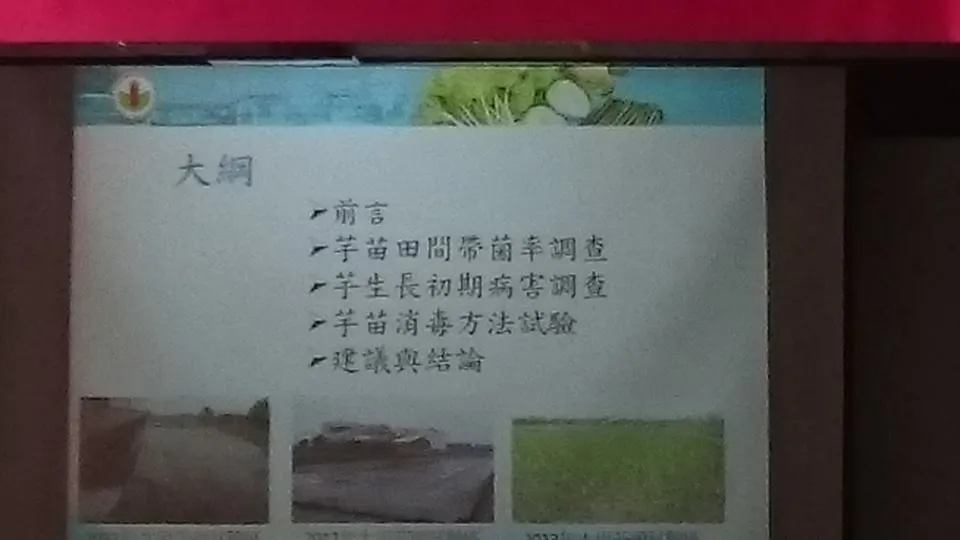 大綱
➢前言
➢芋苗田間帶菌率調查
➢芋生長初期病害調查
➢芋苗消毒方法試驗
➢建議與結論